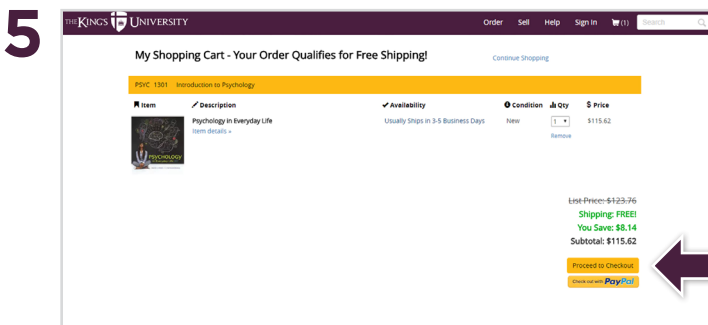 5
THE KING'S UNIVERSITY
Order Sell Help Sign In (1) Search
My Shopping Cart - Your Order Qualifies for Free Shipping!
Continue Shopping
PSYC 1301 Introduction to Psychology
Item Description Availability Condition Qty $ Price
Psychology in Everyday Life Usually Ships in 3-5 Business Days New 1 $115.62
Item details »
Remove
PSYCHOLOGY
List Price: $123.76
Shipping: FREE!
You Save: $8.14
Subtotal: $115.62
Proceed to Checkout
Check out with PayPal